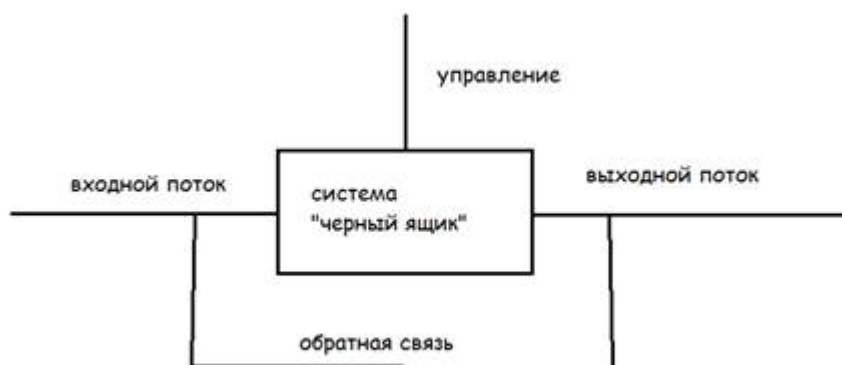 управление
входной поток
выходной поток
система
"черный ящик"
обратная связь